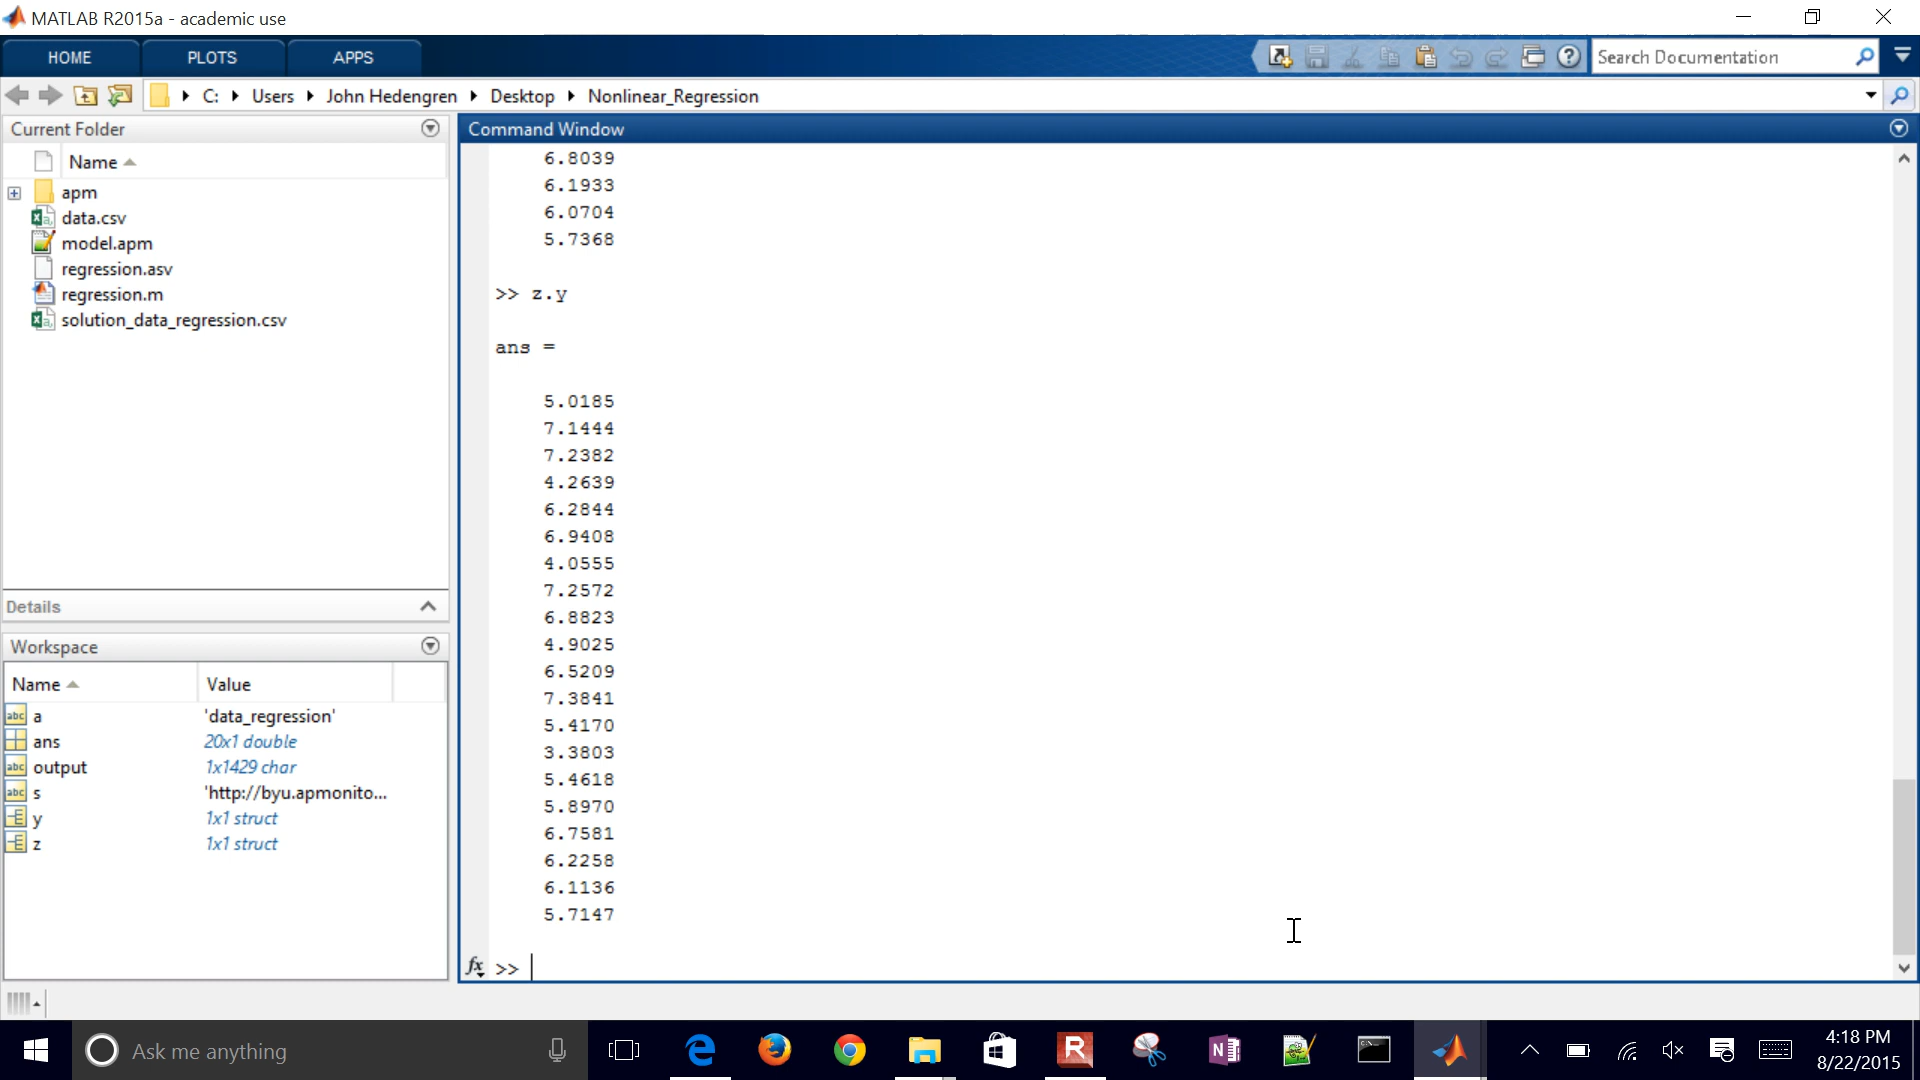 MATLAB R2015a - academic use
HOME PLOTS APPS
Search Documentation
C: Users John Hedengren Desktop Nonlinear_Regression
Current Folder
Name
apm
data.csv
model.apm
regression.asv
regression.m
solution_data_regression.csv
Details
Workspace
Name Value
abc a 'data_regression'
ans 20x1 double
abc output 1x1429 char
abc s 'http://byu.apmonito...
y 1x1 struct
z 1x1 struct
Command Window
6.8039
6.1933
6.0704
5.7368
>> z.y
ans =
5.0185
7.1444
7.2382
4.2639
6.2844
6.9408
4.0555
7.2572
6.8823
4.9025
6.5209
7.3841
5.4170
3.3803
5.4618
5.8970
6.7581
6.2258
6.1136
5.7147
fx >>
Ask me anything
4:18 PM
8/22/2015